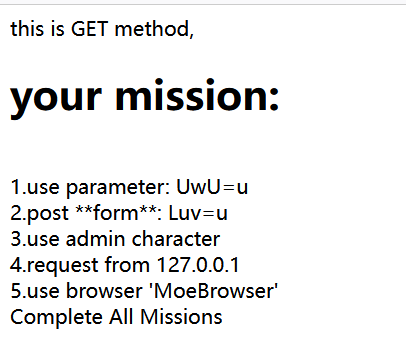 this is GET method,
your mission:
1.use parameter: UwU=u
2.post **form**: Luv=u
3.use admin character
4.request from 127.0.0.1
5.use browser 'MoeBrowser'
Complete All Missions